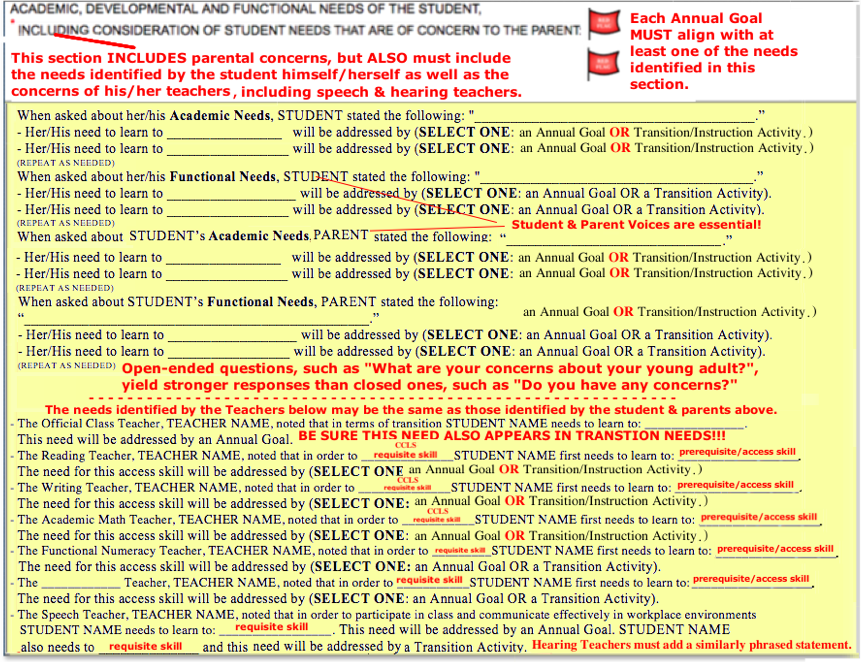 ACADEMIC, DEVELOPMENTAL AND FUNCTIONAL NEEDS OF THE STUDENT,
* INCLUDING CONSIDERATION OF STUDENT NEEDS THAT ARE OF CONCERN TO THE PARENT:
RED FLAG
RED FLAG
Each Annual Goal
MUST align with at
least one of the needs
identified in this
section.
This section INCLUDES parental concerns, but ALSO must include
the needs identified by the student himself/herself as well as the
concerns of his/her teachers, including speech & hearing teachers.
When asked about her/his Academic Needs, STUDENT stated the following: "____________________."
- Her/His need to learn to ____________ will be addressed by (SELECT ONE: an Annual Goal OR Transition/Instruction Activity.)
- Her/His need to learn to ____________ will be addressed by (SELECT ONE: an Annual Goal OR Transition/Instruction Activity.)
(REPEAT AS NEEDED)
When asked about her/his Functional Needs, STUDENT stated the following: "____________________."
- Her/His need to learn to ____________ will be addressed by (SELECT ONE: an Annual Goal OR a Transition Activity).
- Her/His need to learn to ____________ will be addressed by (SELECT ONE: an Annual Goal OR a Transition Activity).
(REPEAT AS NEEDED)
Student & Parent Voices are essential!
When asked about STUDENT's Academic Needs, PARENT stated the following: "____________________."
- Her/His need to learn to ____________ will be addressed by (SELECT ONE: an Annual Goal OR Transition/Instruction Activity.)
- Her/His need to learn to ____________ will be addressed by (SELECT ONE: an Annual Goal OR Transition/Instruction Activity.)
(REPEAT AS NEEDED)
When asked about STUDENT's Functional Needs, PARENT stated the following:
an Annual Goal OR Transition/Instruction Activity.)
"____________________."
- Her/His need to learn to ____________ will be addressed by (SELECT ONE: an Annual Goal OR a Transition Activity).
- Her/His need to learn to ____________ will be addressed by (SELECT ONE: an Annual Goal OR a Transition Activity).
(REPEAT AS NEEDED) Open-ended questions, such as "What are your concerns about your young adult?",
yield stronger responses than closed ones, such as "Do you have any concerns?"
The needs identified by the Teachers below may be the same as those identified by the student & parents above.
- The Official Class Teacher, TEACHER NAME, noted that in terms of transition STUDENT NAME needs to learn to: ____________.
This need will be addressed by an Annual Goal. BE SURE THIS NEED ALSO APPEARS IN TRANSTION NEEDS!!!
CCLS
- The Reading Teacher, TEACHER NAME, noted that in order to requisite skill STUDENT NAME first needs to learn to: prerequisite/access skill.
The need for this access skill will be addressed by (SELECT ONE an Annual Goal OR Transition/Instruction Activity.)
CCLS
- The Writing Teacher, TEACHER NAME, noted that in order to requisite skill STUDENT NAME first needs to learn to: prerequisite/access skill.
The need for this access skill will be addressed by (SELECT ONE: an Annual Goal OR Transition/Instruction Activity.)
CCLS
- The Academic Math Teacher, TEACHER NAME, noted that in order to requisite skill STUDENT NAME first needs to learn to: prerequisite/access skill.
The need for this access skill will be addressed by (SELECT ONE: an Annual Goal OR Transition/Instruction Activity.)
- The Functional Numeracy Teacher, TEACHER NAME, noted that in order to requisite skill STUDENT NAME first needs to learn to: prerequisite/access skill.
The need for this access skill will be addressed by (SELECT ONE: an Annual Goal OR a Transition Activity).
- The ____________ Teacher, TEACHER NAME, noted that in order to requisite skill STUDENT NAME first needs to learn to: prerequisite/access skill.
The need for this access skill will be addressed by (SELECT ONE: an Annual Goal OR a Transition Activity).
- The Speech Teacher, TEACHER NAME, noted that in order to participate in class and communicate effectively in workplace environments
STUDENT NAME needs to learn to: requisite skill. This need will be addressed by an Annual Goal. STUDENT NAME
also needs to requisite skill and this need will be addressed by a Transition Activity. Hearing Teachers must add a similarly phrased statement.